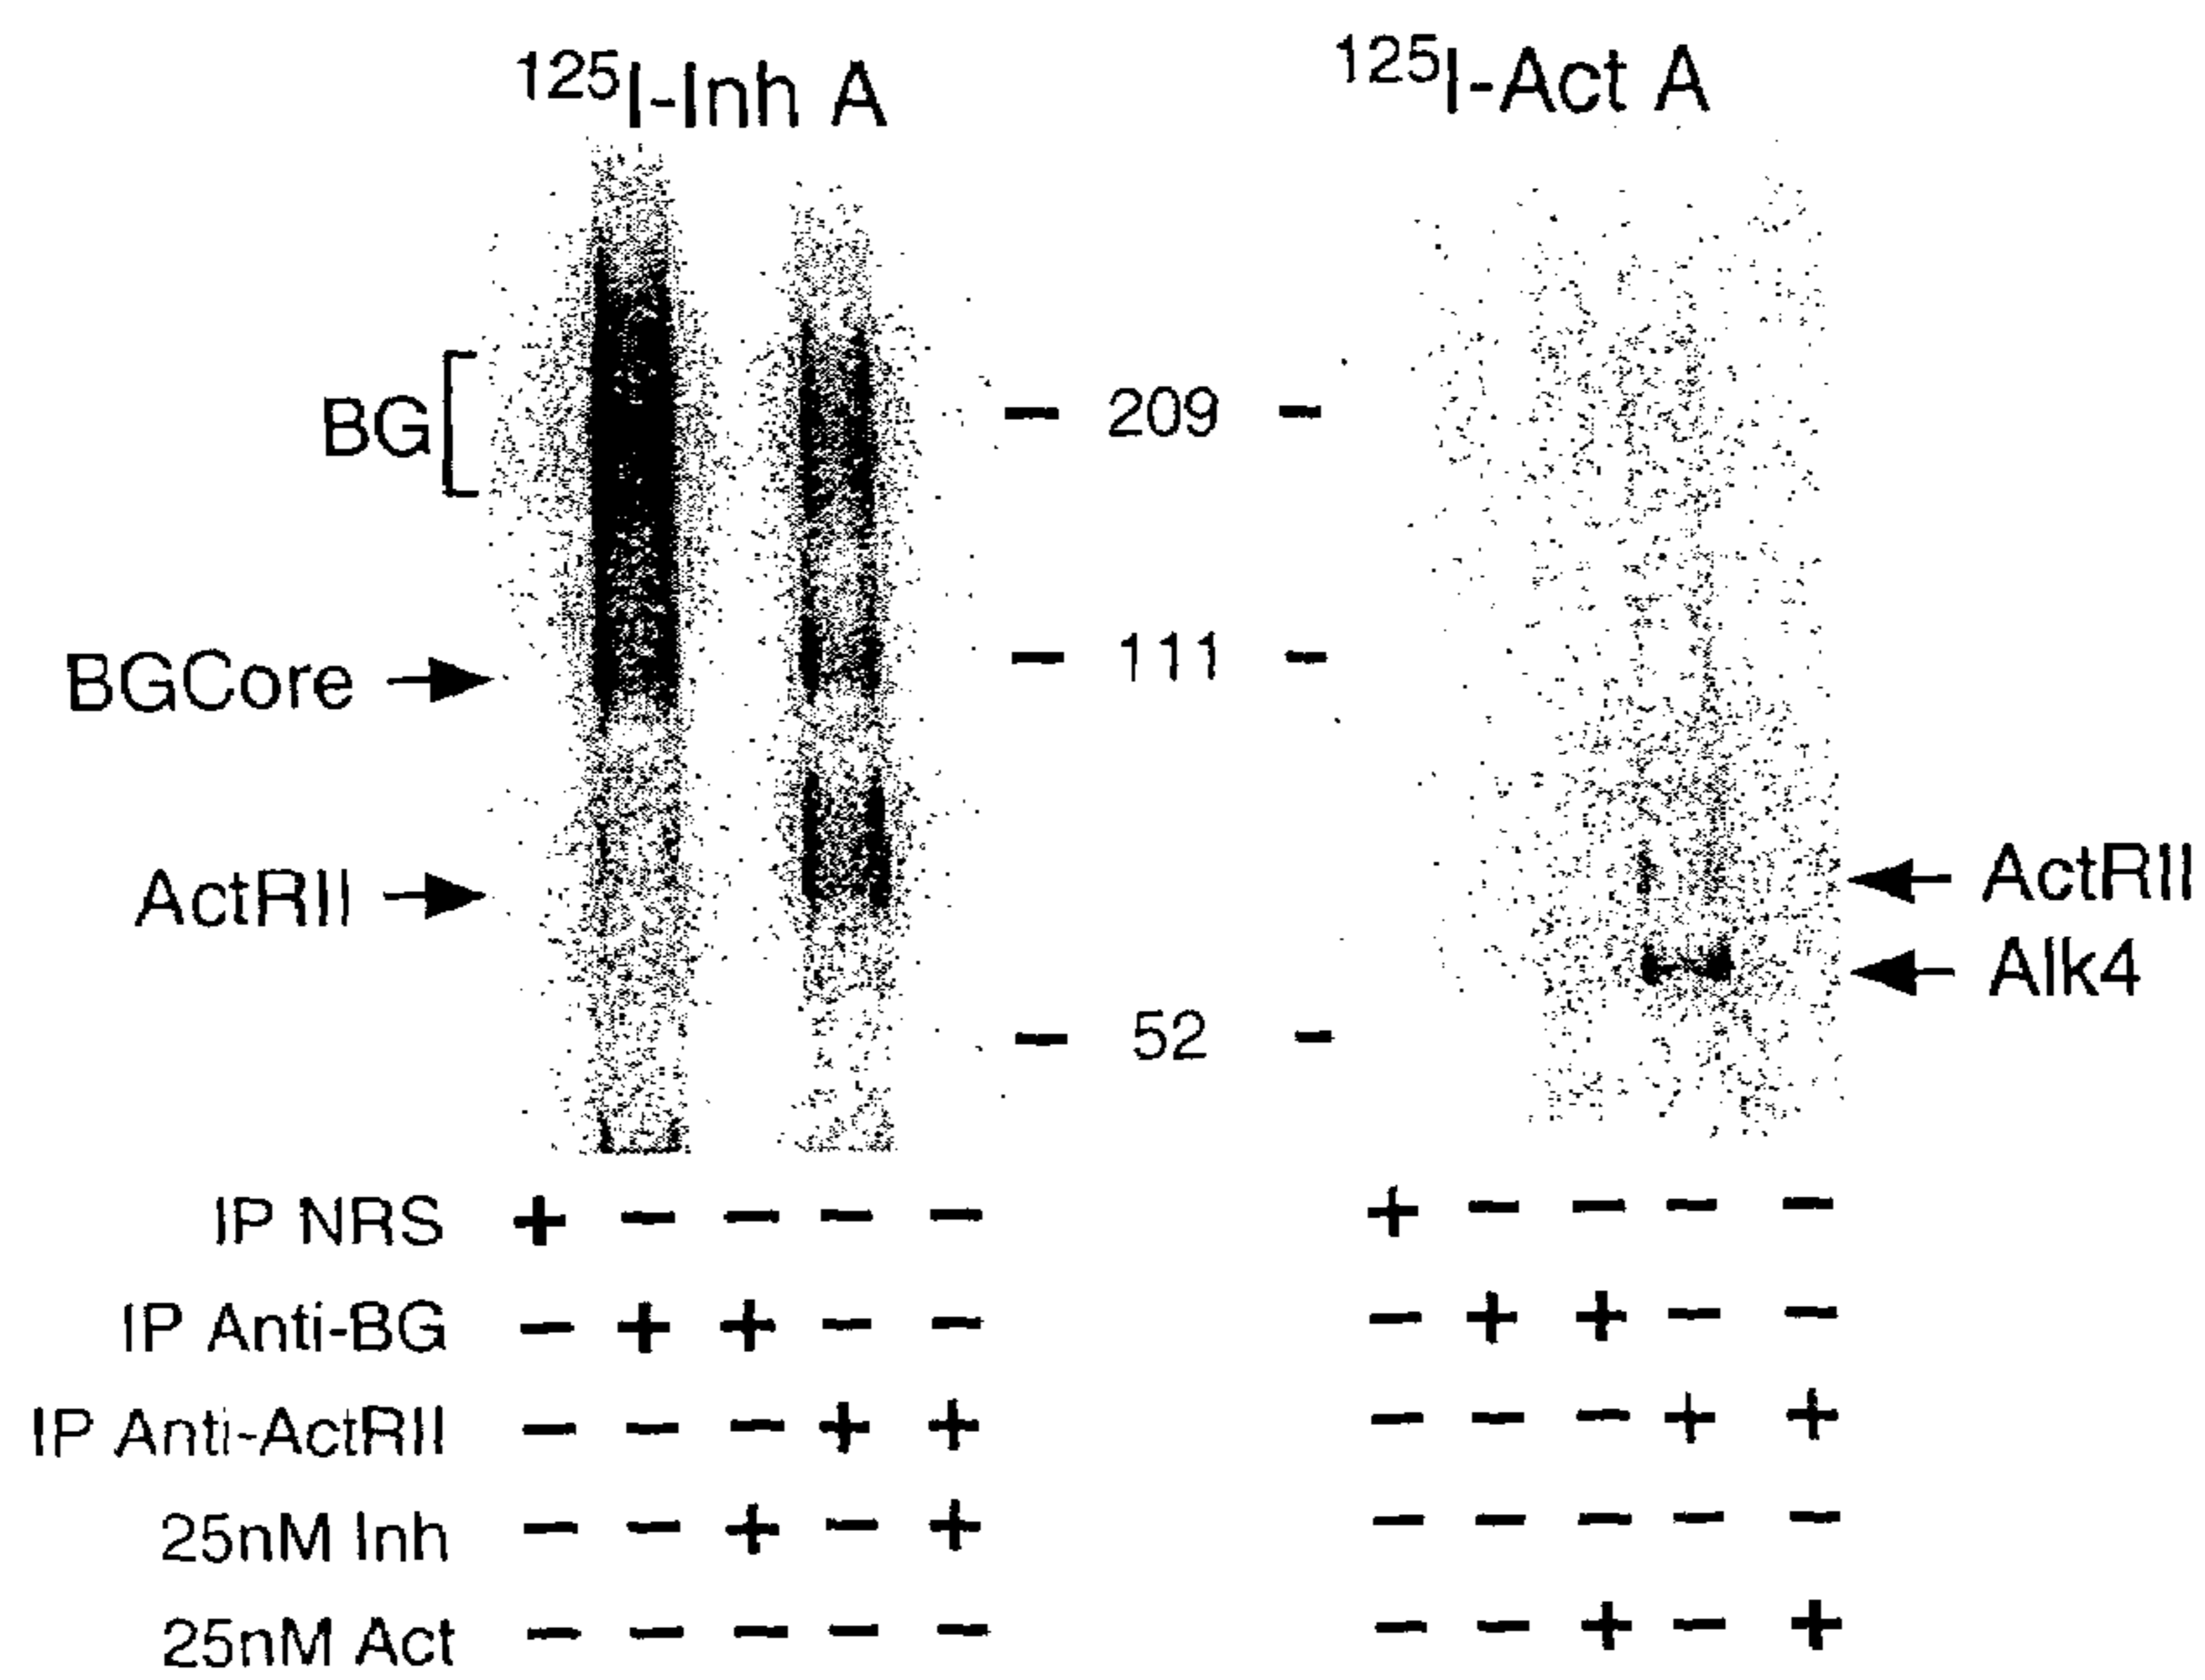 ¹²⁵I-Inh A ¹²⁵I-Act A
BG – 209 –
BGCore – 111 –
ActRII ActRII
Alk4
– 52 –
IP NRS + – – – – + – – – –
IP Anti-BG – + + – – – + + – –
IP Anti-ActRII – – – + + – – – + +
25nM Inh – – + – + – – – – –
25nM Act – – – – – – – + – +